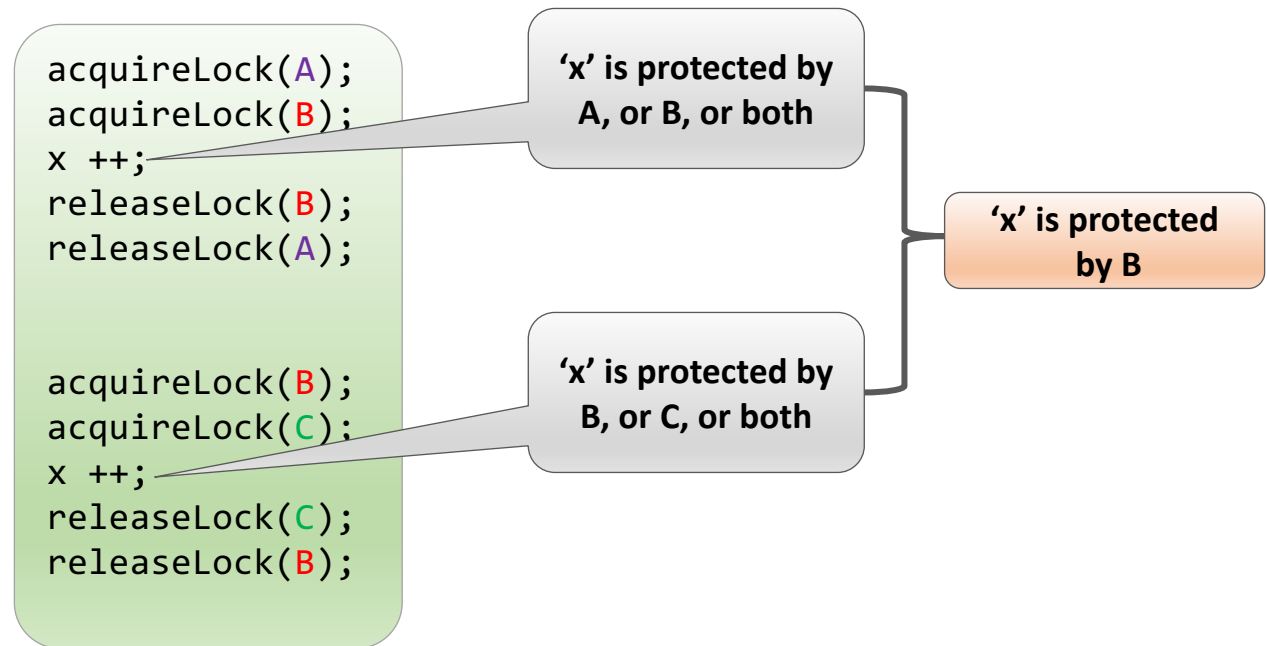 acquireLock(A);
acquireLock(B);
x ++;
releaseLock(B);
releaseLock(A);
acquireLock(B);
acquireLock(C);
x ++;
releaseLock(C);
releaseLock(B);
‘x’ is protected by
A, or B, or both
‘x’ is protected by
B, or C, or both
‘x’ is protected
by B